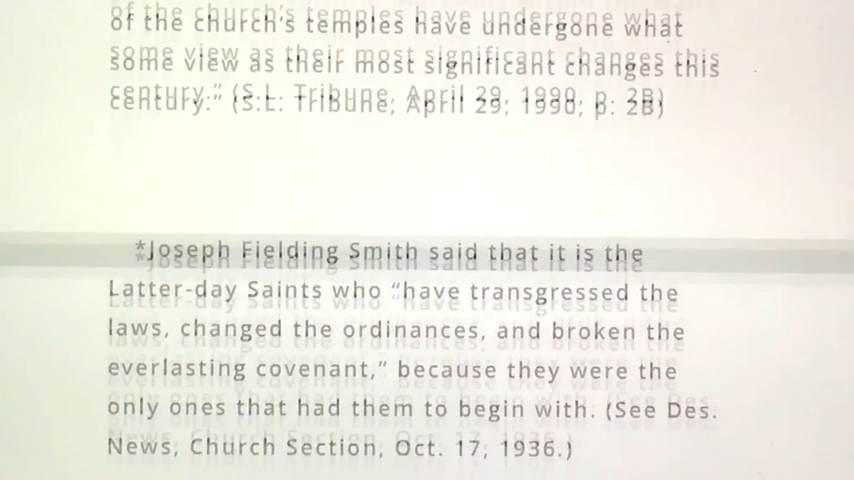 of the church's temples have undergone what
some view as their most significant changes this
century." (S.L. Tribune, April 29, 1990, p. 2B)
*Joseph Fielding Smith said that it is the
Latter-day Saints who "have transgressed the
laws, changed the ordinances, and broken the
everlasting covenant," because they were the
only ones that had them to begin with. (See Des.
News, Church Section, Oct. 17, 1936.)